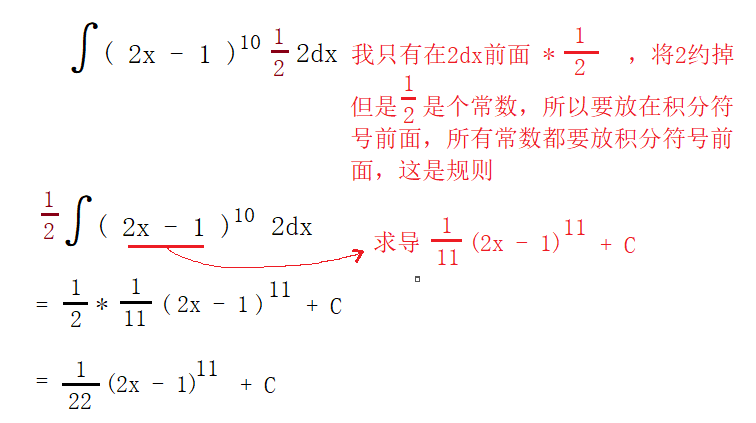 ∫( 2x - 1 )^10 1/2 2dx 我只有在2dx前面 * 1/2 ，将2约掉
但是1/2是个常数，所以要放在积分符
号前面，所有常数都要放积分符号前
面，这是规则
1/2 ∫( 2x - 1 )^10 2dx 求导 1/11 (2x - 1)^11 + C
= 1/2 * 1/11 ( 2x - 1 )^11 + C
= 1/22 (2x - 1)^11 + C